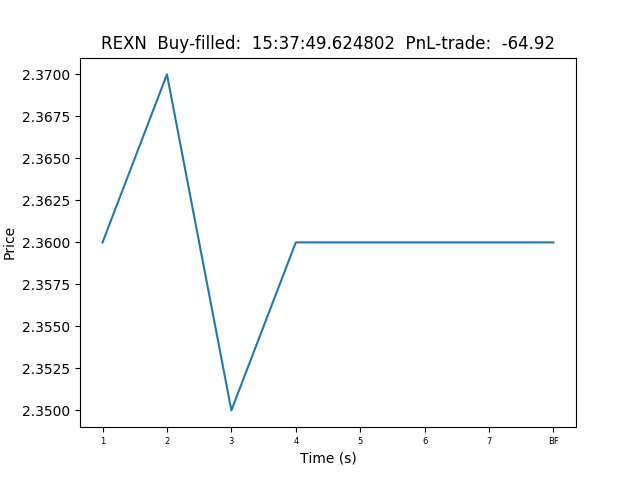 REXN  Buy-filled:  15:37:49.624802  PnL-trade:  -64.92
2.3700
2.3675
2.3650
2.3625
2.3600
2.3575
2.3550
2.3525
2.3500
Price
1 2 3 4 5 6 7 BF
Time (s)